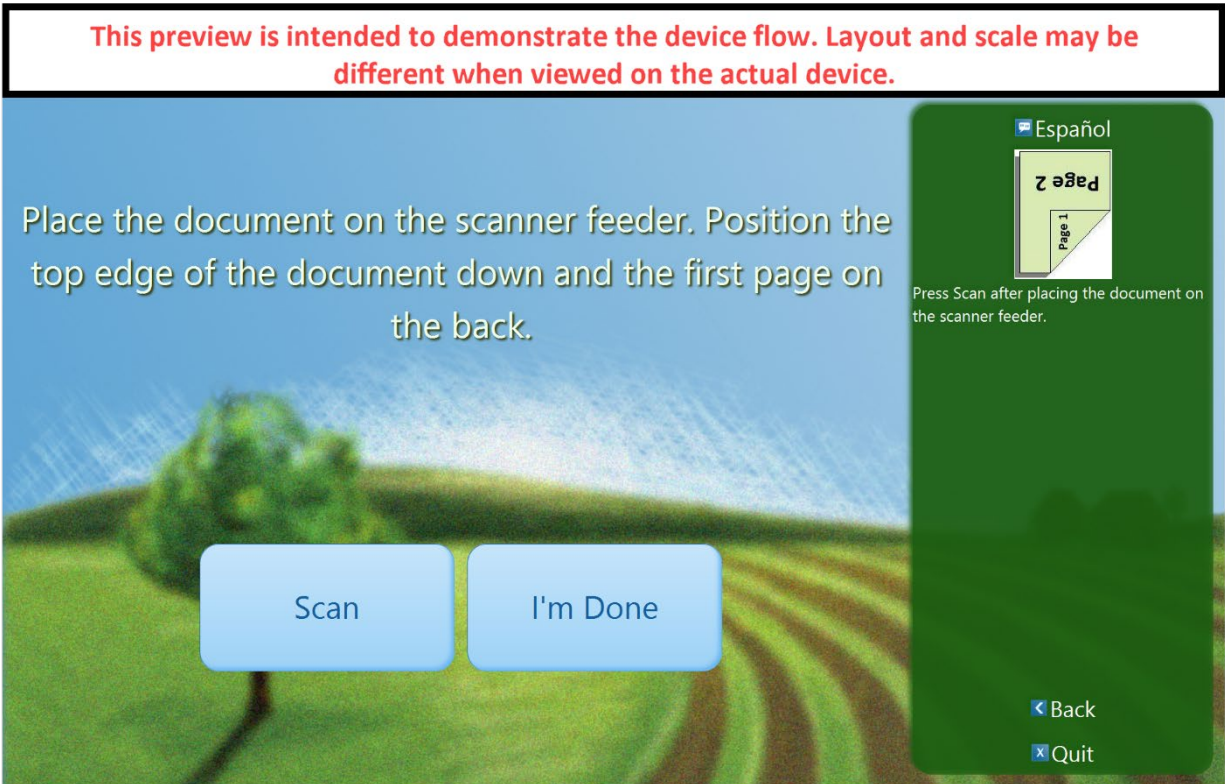 This preview is intended to demonstrate the device flow. Layout and scale may be
different when viewed on the actual device.
Place the document on the scanner feeder. Position the
top edge of the document down and the first page on
the back.
Scan
I'm Done
Español
Page 2
Page 1
Press Scan after placing the document on
the scanner feeder.
Back
Quit